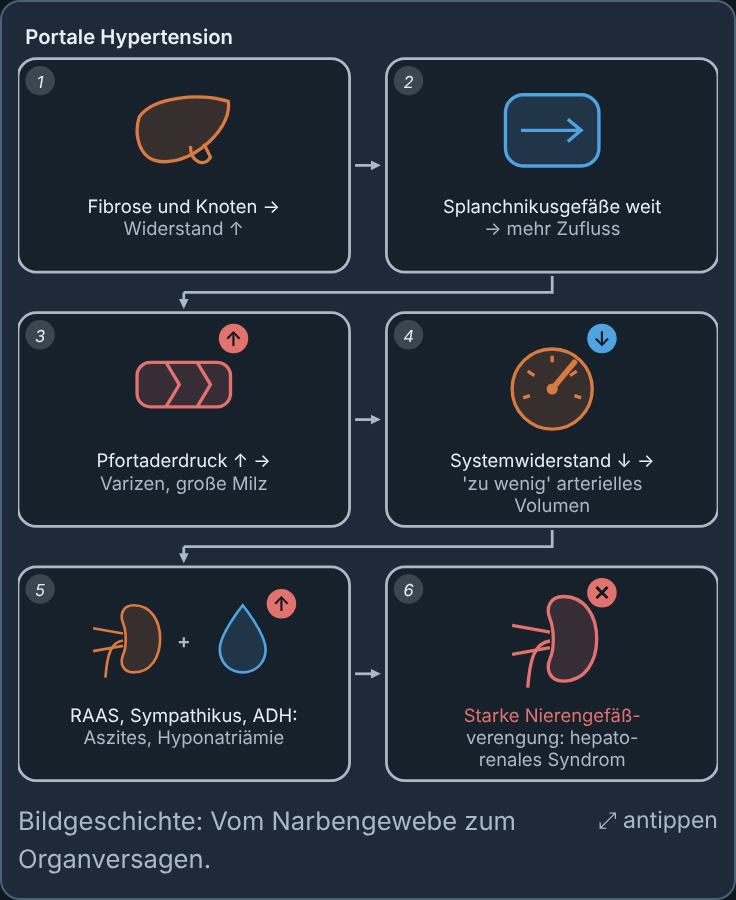 Portale Hypertension
1
Fibrose und Knoten →
Widerstand ↑
2
Splanchnikusgefäße weit
→ mehr Zufluss
3
Pfortaderdruck ↑ →
Varizen, große Milz
4
Systemwiderstand ↓ →
'zu wenig' arterielles
Volumen
5
+
RAAS, Sympathikus, ADH:
Aszites, Hyponatriämie
6
Starke Nierengefäß-
verengung: hepato-
renales Syndrom
Bildgeschichte: Vom Narbengewebe zum
Organversagen.
⤢ antippen